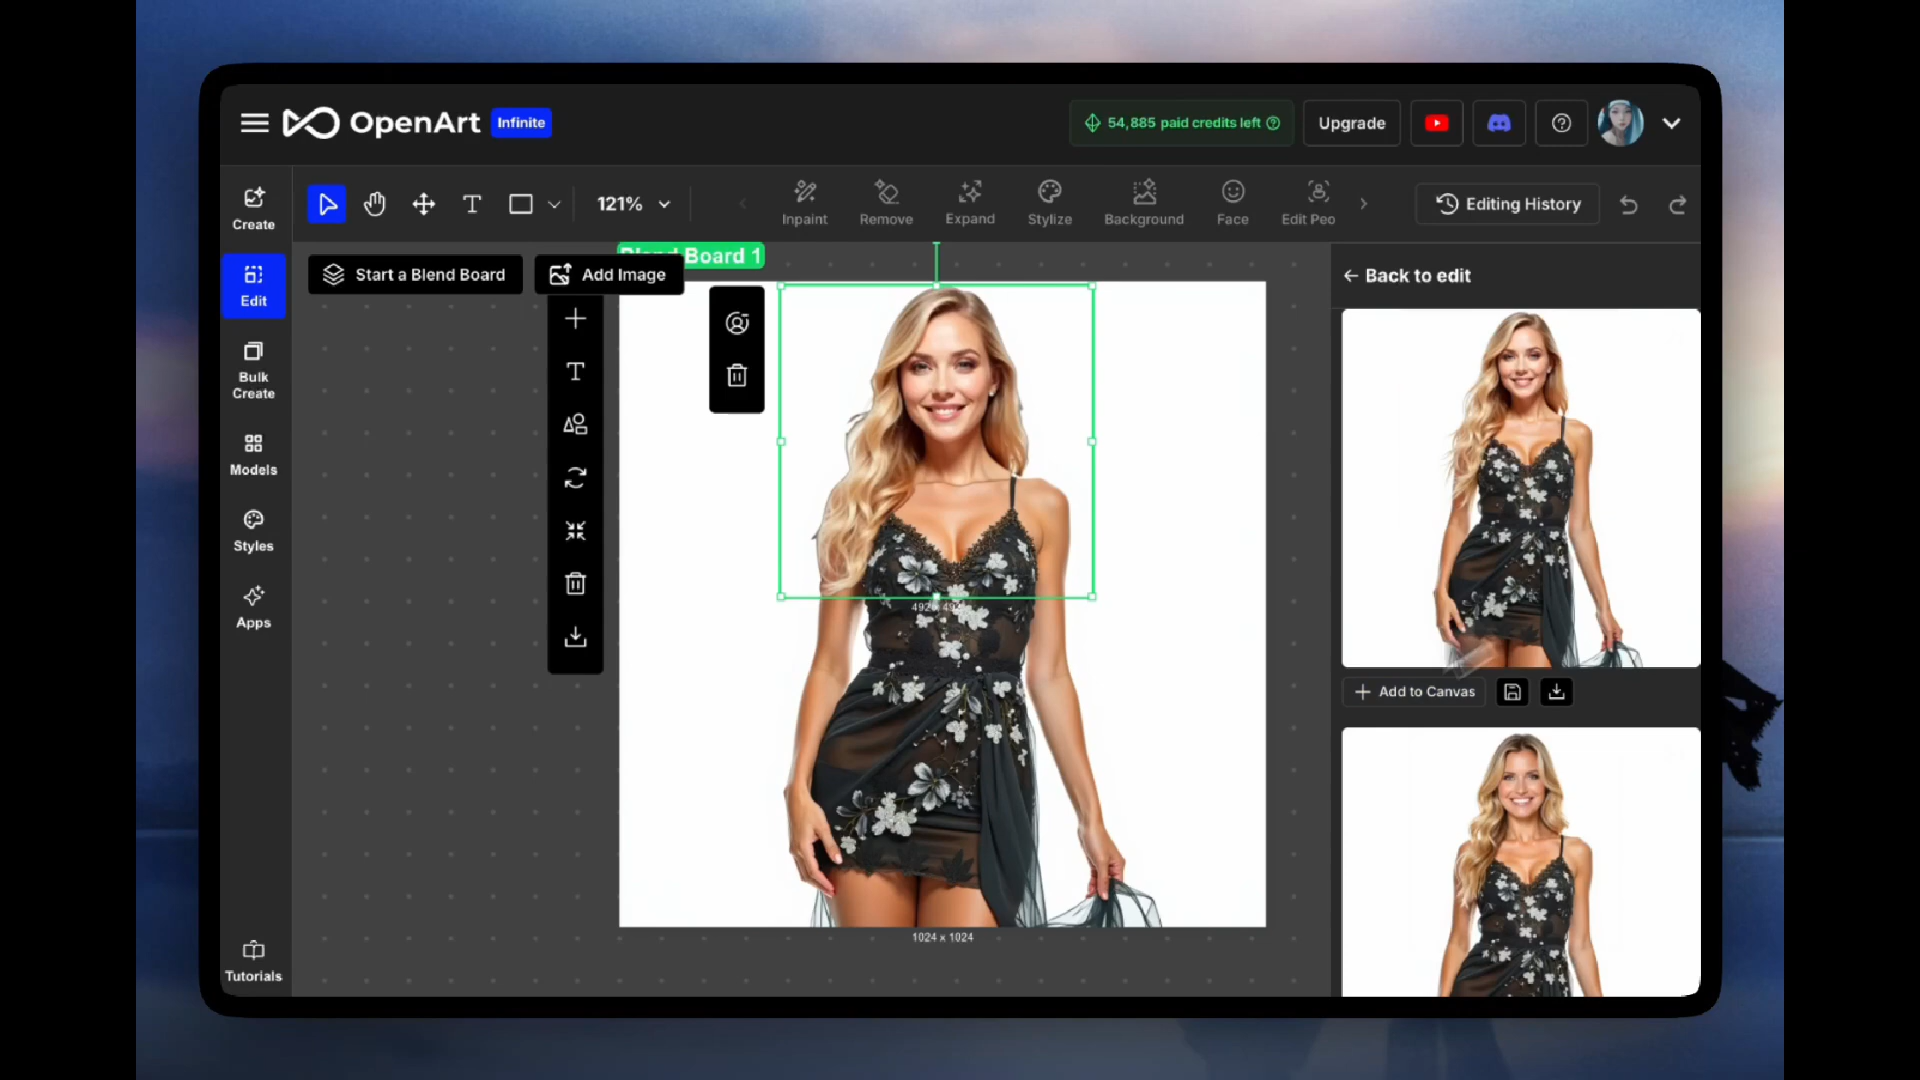 OpenArt Infinite
54,885 paid credits left
Upgrade
Create
121%
Inpaint
Remove
Expand
Stylize
Background
Face
Edit Peo
Editing History
Edit
Start a Blend Board
Add Image
Blend Board 1
Back to edit
Bulk
Create
Models
Styles
Apps
Add to Canvas
1024 x 1024
Tutorials